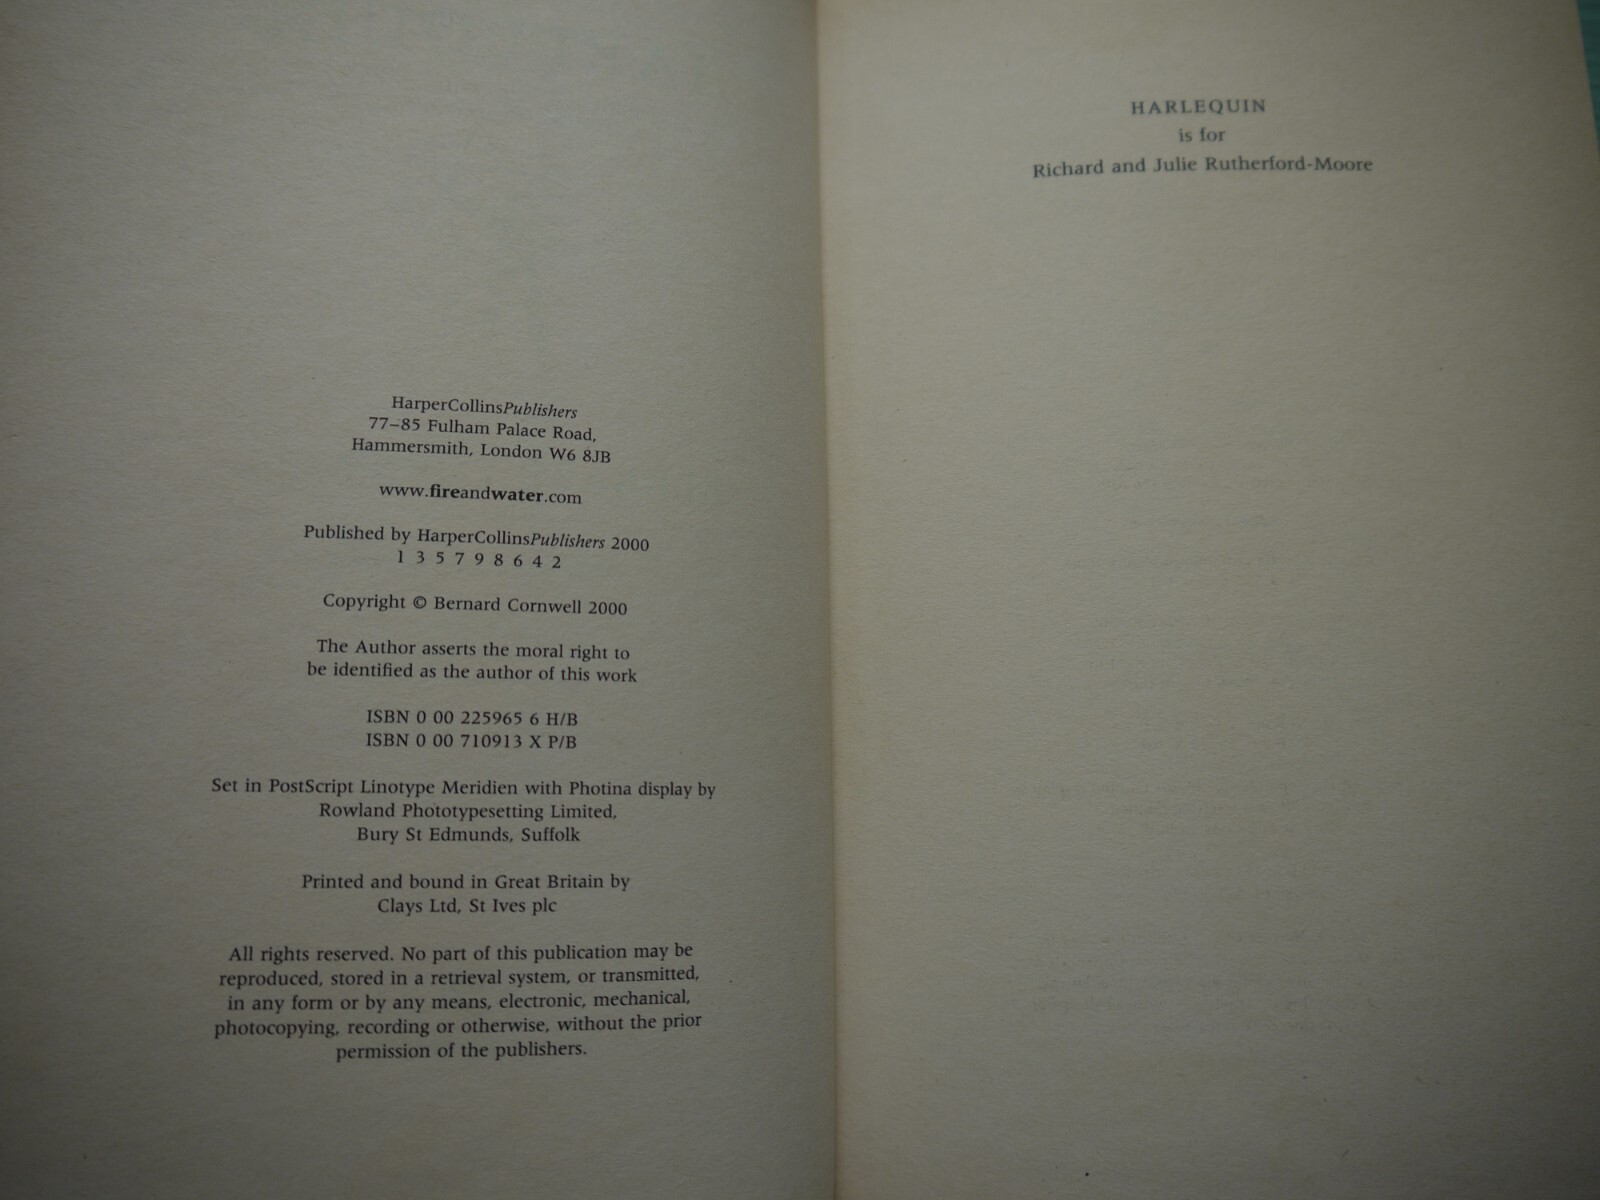 HarperCollinsPublishers
77–85 Fulham Palace Road,
Hammersmith, London W6 8JB
www.fireandwater.com
Published by HarperCollinsPublishers 2000
1 3 5 7 9 8 6 4 2
Copyright © Bernard Cornwell 2000
The Author asserts the moral right to
be identified as the author of this work
ISBN 0 00 225965 6 H/B
ISBN 0 00 710913 X P/B
Set in PostScript Linotype Meridien with Photina display by
Rowland Phototypesetting Limited,
Bury St Edmunds, Suffolk
Printed and bound in Great Britain by
Clays Ltd, St Ives plc
All rights reserved. No part of this publication may be
reproduced, stored in a retrieval system, or transmitted,
in any form or by any means, electronic, mechanical,
photocopying, recording or otherwise, without the prior
permission of the publishers.
HARLEQUIN
is for
Richard and Julie Rutherford-Moore